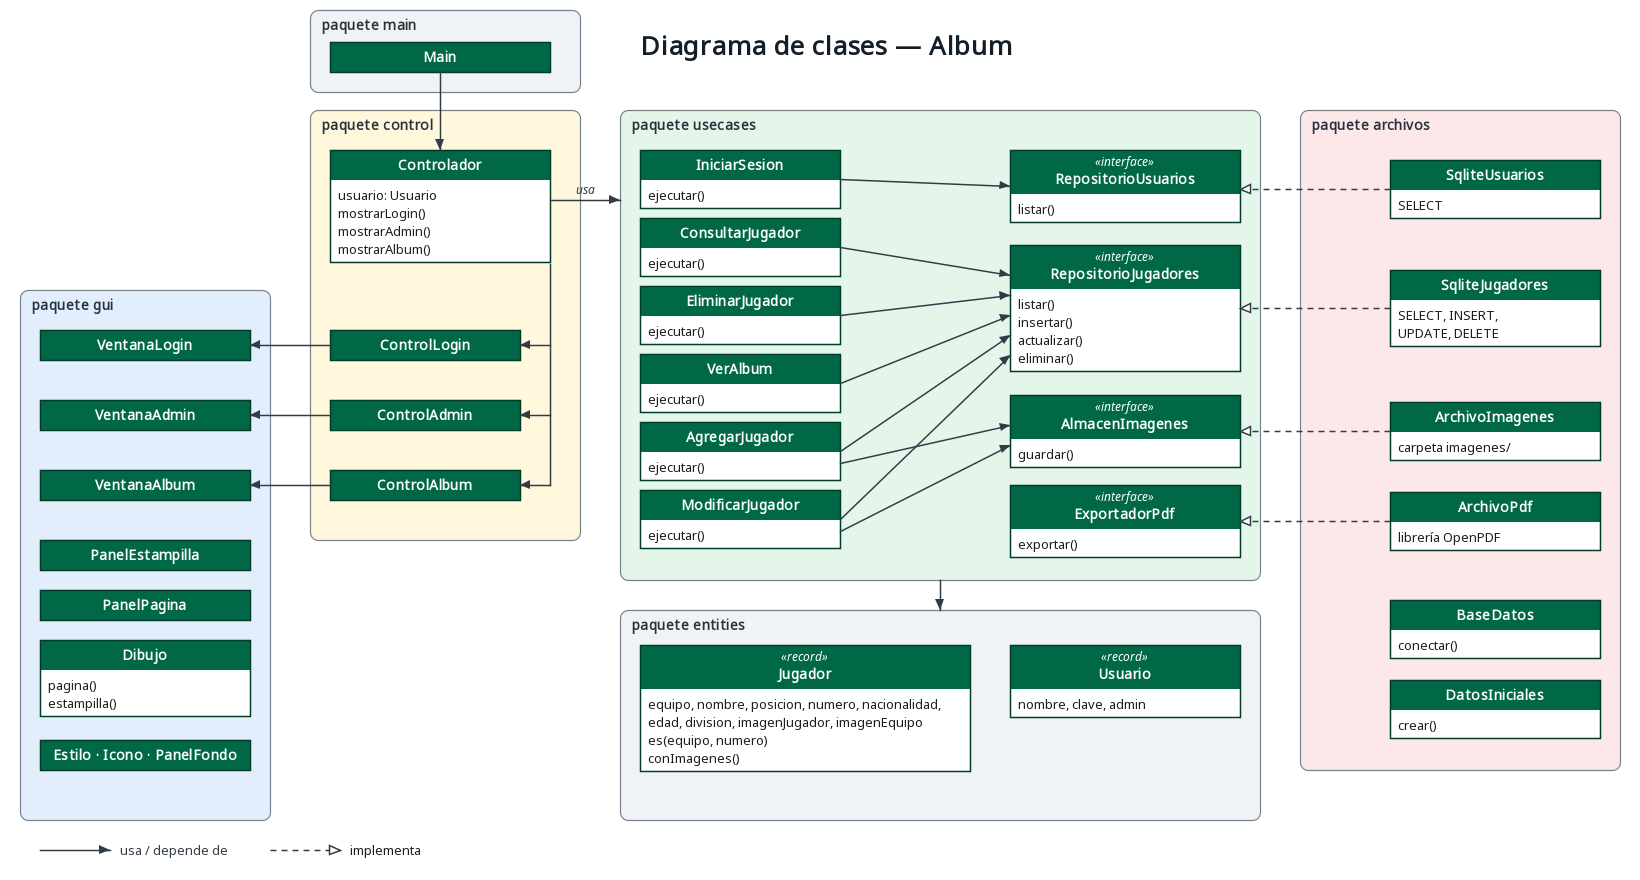 paquete main
Main
Diagrama de clases — Album
paquete control
Controlador
usuario: Usuario
mostrarLogin()
mostrarAdmin()
mostrarAlbum()
usa
ControlLogin
ControlAdmin
ControlAlbum
paquete gui
VentanaLogin
VentanaAdmin
VentanaAlbum
PanelEstampilla
PanelPagina
Dibujo
pagina()
estampilla()
Estilo · Icono · PanelFondo
paquete usecases
IniciarSesion
ejecutar()
ConsultarJugador
ejecutar()
EliminarJugador
ejecutar()
VerAlbum
ejecutar()
AgregarJugador
ejecutar()
ModificarJugador
ejecutar()
«interface»
RepositorioUsuarios
listar()
«interface»
RepositorioJugadores
listar()
insertar()
actualizar()
eliminar()
«interface»
AlmacenImagenes
guardar()
«interface»
ExportadorPdf
exportar()
paquete archivos
SqliteUsuarios
SELECT
SqliteJugadores
SELECT, INSERT,
UPDATE, DELETE
ArchivoImagenes
carpeta imagenes/
ArchivoPdf
librería OpenPDF
BaseDatos
conectar()
DatosIniciales
crear()
paquete entities
«record»
Jugador
equipo, nombre, posicion, numero, nacionalidad,
edad, division, imagenJugador, imagenEquipo
es(equipo, numero)
conImagenes()
«record»
Usuario
nombre, clave, admin
usa / depende de
implementa